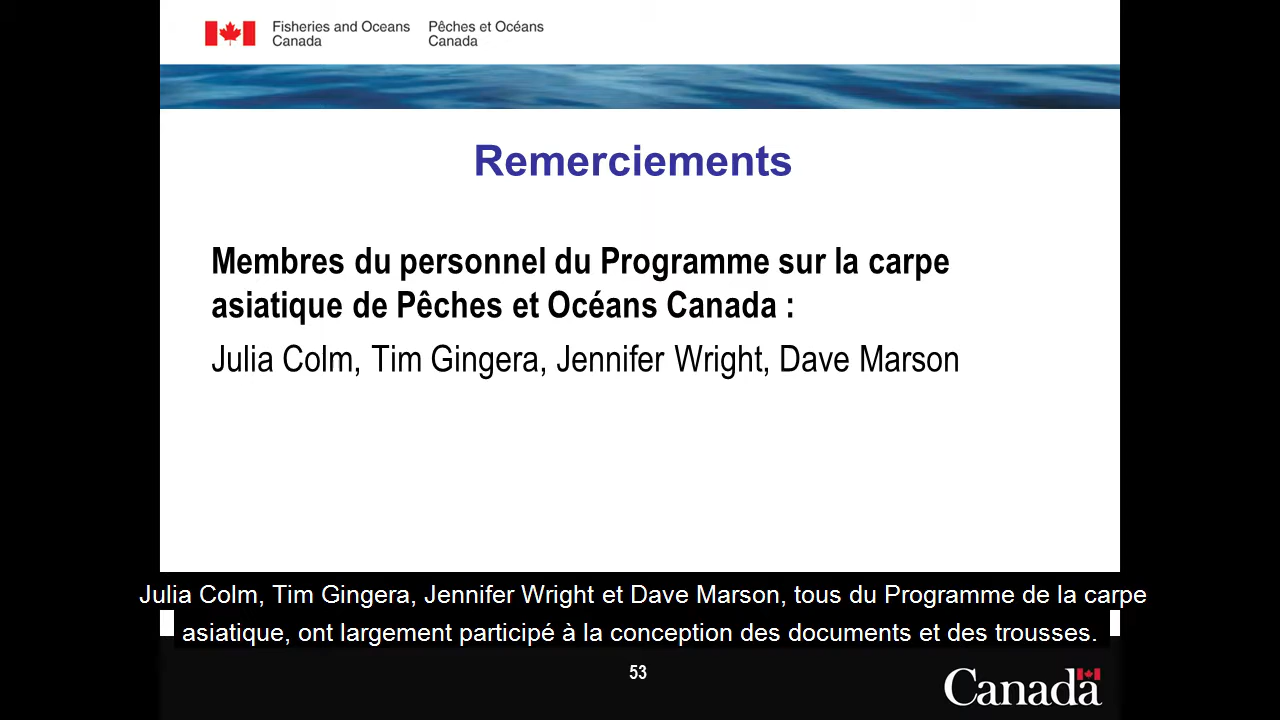 Fisheries and Oceans Pêches et Océans
Canada Canada
Remerciements
Membres du personnel du Programme sur la carpe
asiatique de Pêches et Océans Canada :
Julia Colm, Tim Gingera, Jennifer Wright, Dave Marson
Julia Colm, Tim Gingera, Jennifer Wright et Dave Marson, tous du Programme de la carpe
asiatique, ont largement participé à la conception des documents et des trousses.
53
Canada